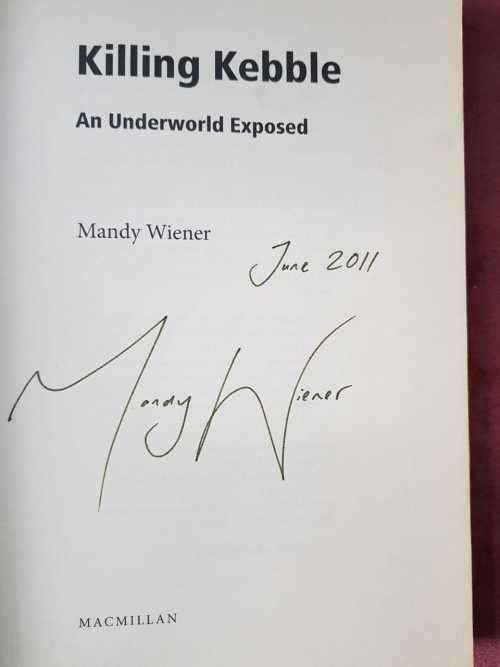 Killing Kebble
An Underworld Exposed
Mandy Wiener
June 2011
Mandy Wiener
MACMILLAN